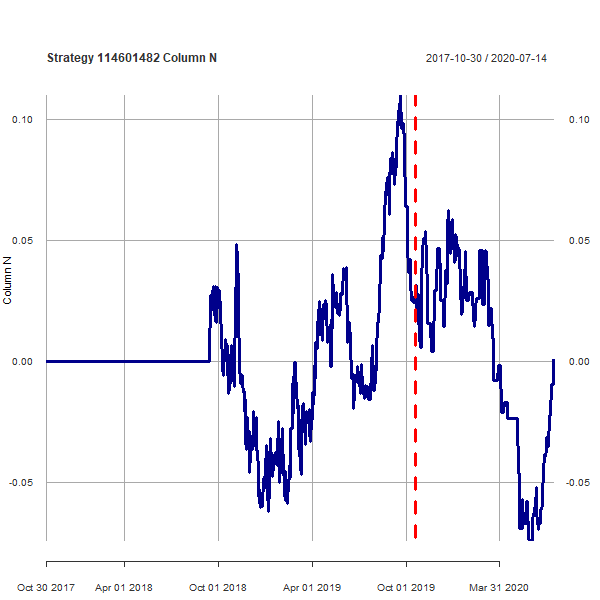 Strategy 114601482 Column N
2017-10-30 / 2020-07-14
0.10 0.10
0.05 0.05
Column N
0.00 0.00
-0.05 -0.05
Oct 30 2017 Apr 01 2018 Oct 01 2018 Apr 01 2019 Oct 01 2019 Mar 31 2020